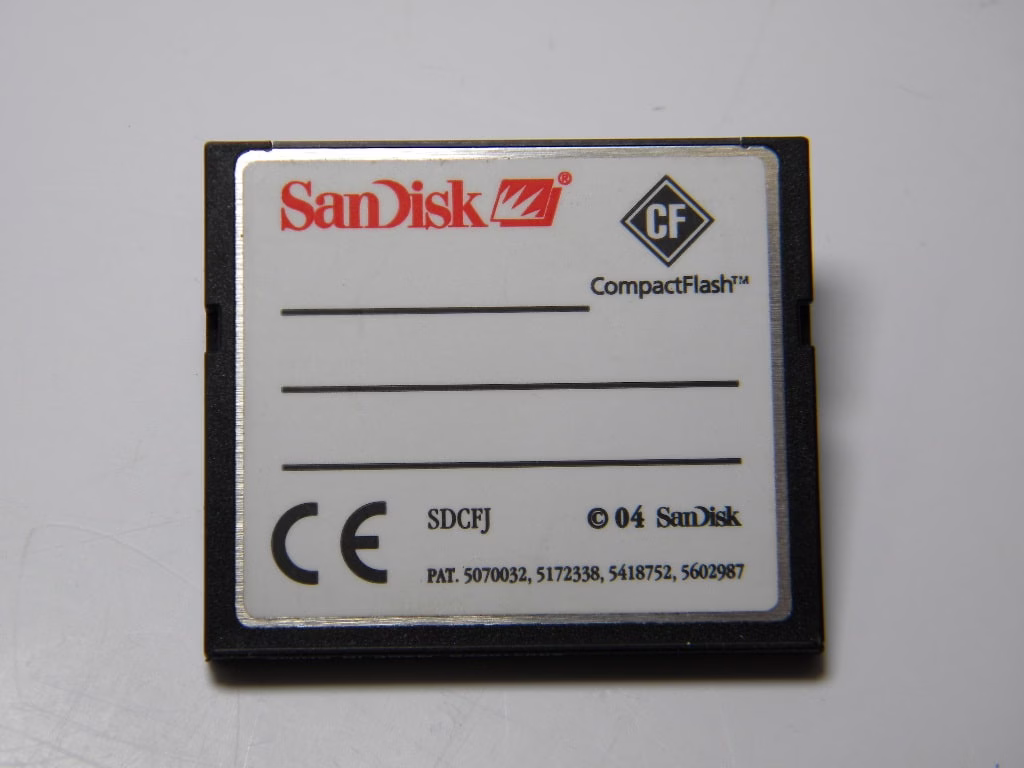 SanDisk®
CF
CompactFlash™
CE
SDCFJ
© 04 SanDisk
PAT. 5070032, 5172338, 5418752, 5602987